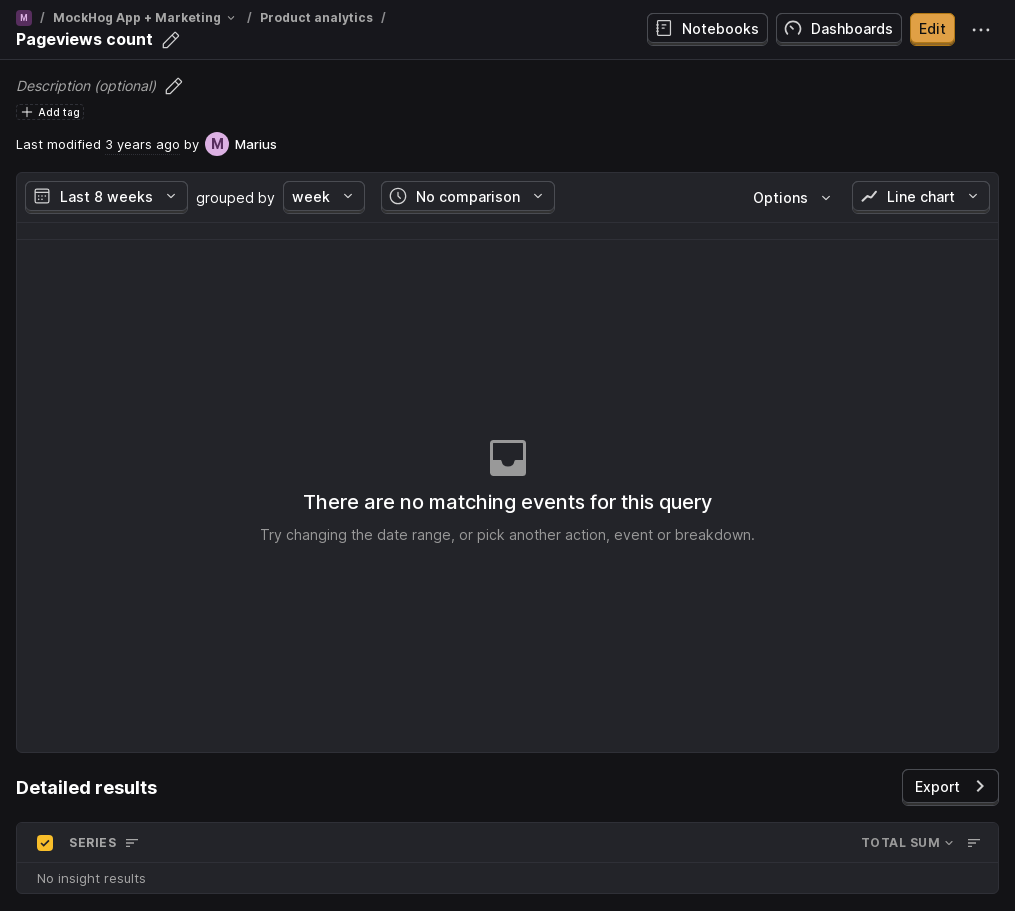 M / MockHog App + Marketing / Product analytics /
Pageviews count
Notebooks Dashboards Edit
Description (optional)
Add tag
Last modified 3 years ago by M Marius
Last 8 weeks grouped by week No comparison Options Line chart
There are no matching events for this query
Try changing the date range, or pick another action, event or breakdown.
Detailed results
Export
SERIES TOTAL SUM
No insight results